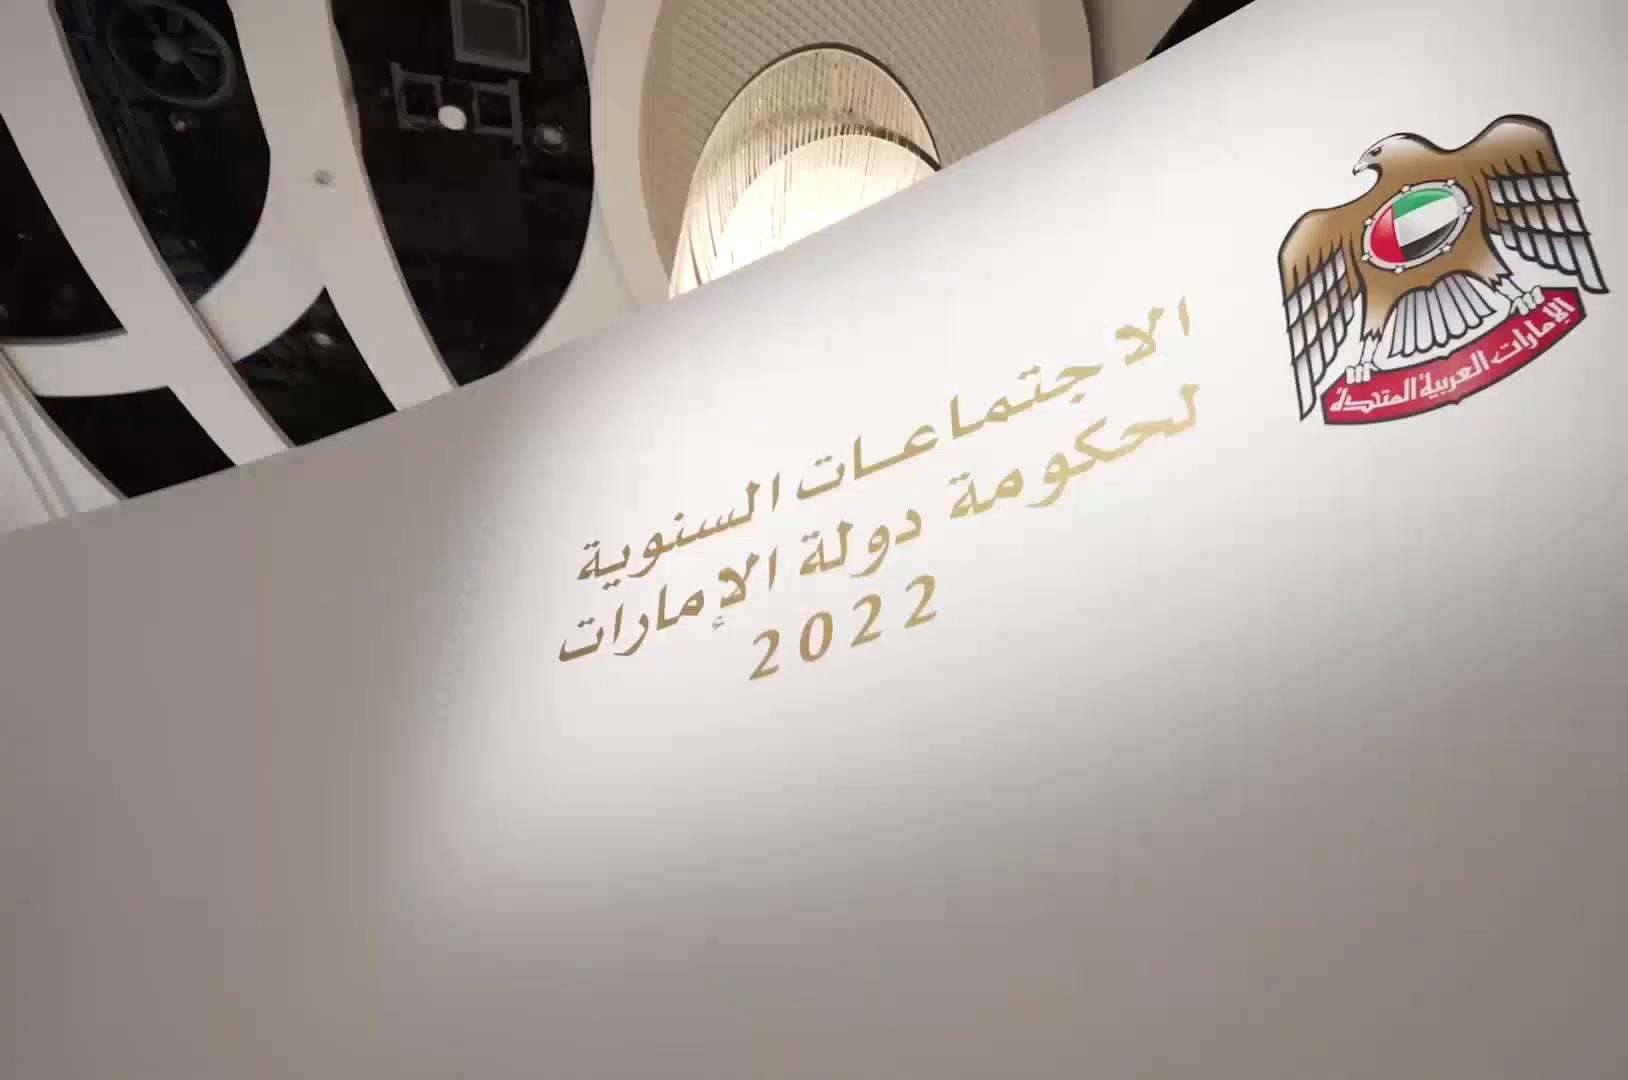 الاجتماعات السنوية
لحكومة دولة الإمارات
2022
الإمارات العربية المتحدة